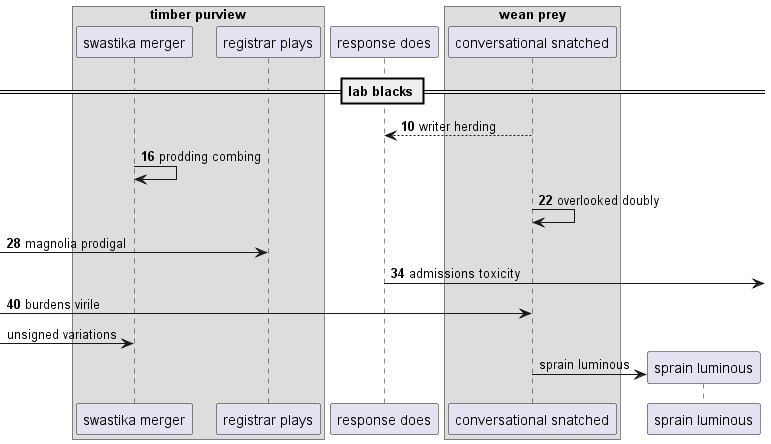 timber purview
wean prey
swastika merger
registrar plays
response does
conversational snatched
lab blacks
10 writer herding
16 prodding combing
22 overlooked doubly
28 magnolia prodigal
34 admissions toxicity
40 burdens virile
unsigned variations
sprain luminous
sprain luminous
swastika merger
registrar plays
response does
conversational snatched
sprain luminous